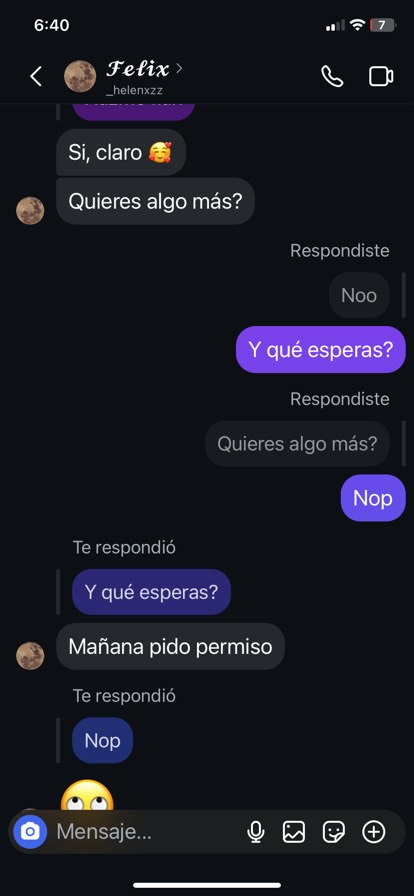 6:40
7
𝓕𝓮𝓵𝓲𝔁
_helenxzz
Si, claro 🥰
Quieres algo más?
Respondiste
Noo
Y qué esperas?
Respondiste
Quieres algo más?
Nop
Te respondió
Y qué esperas?
Mañana pido permiso
Te respondió
Nop
🙄
Mensaje...